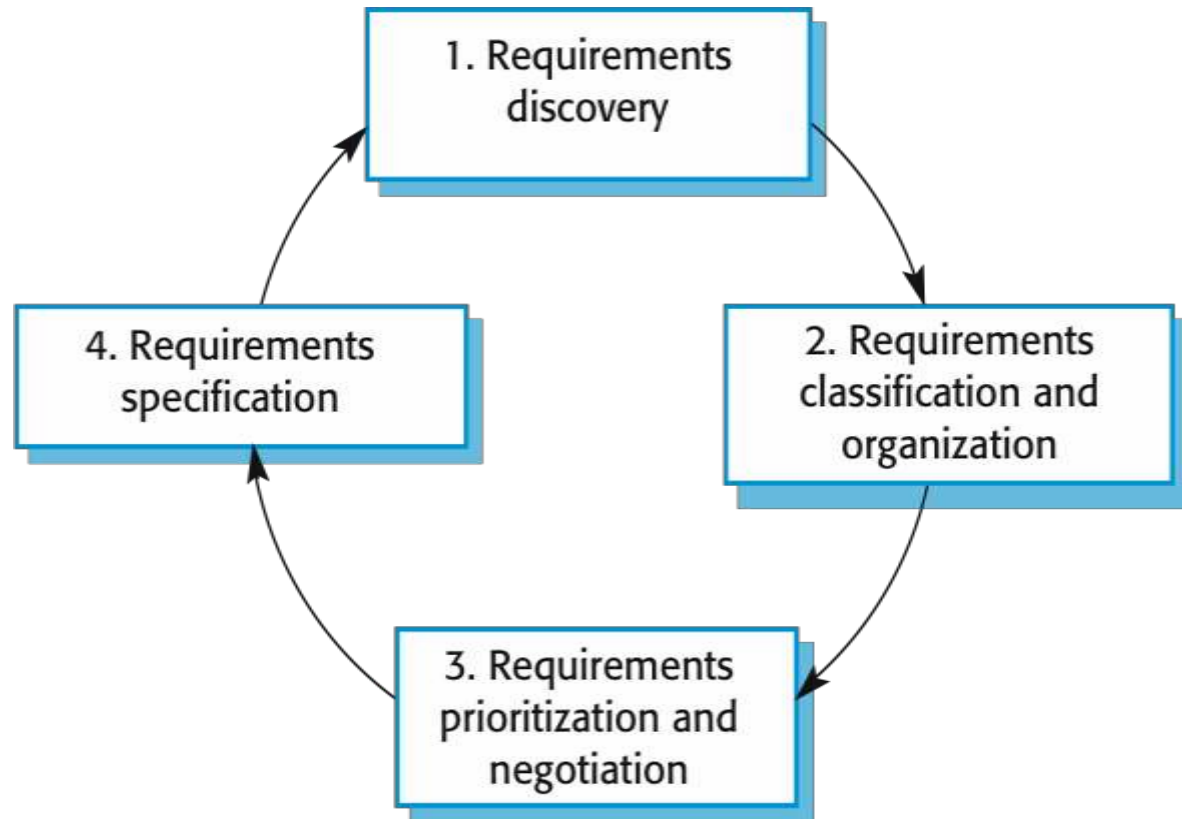 1. Requirements
discovery
2. Requirements
classification and
organization
3. Requirements
prioritization and
negotiation
4. Requirements
specification